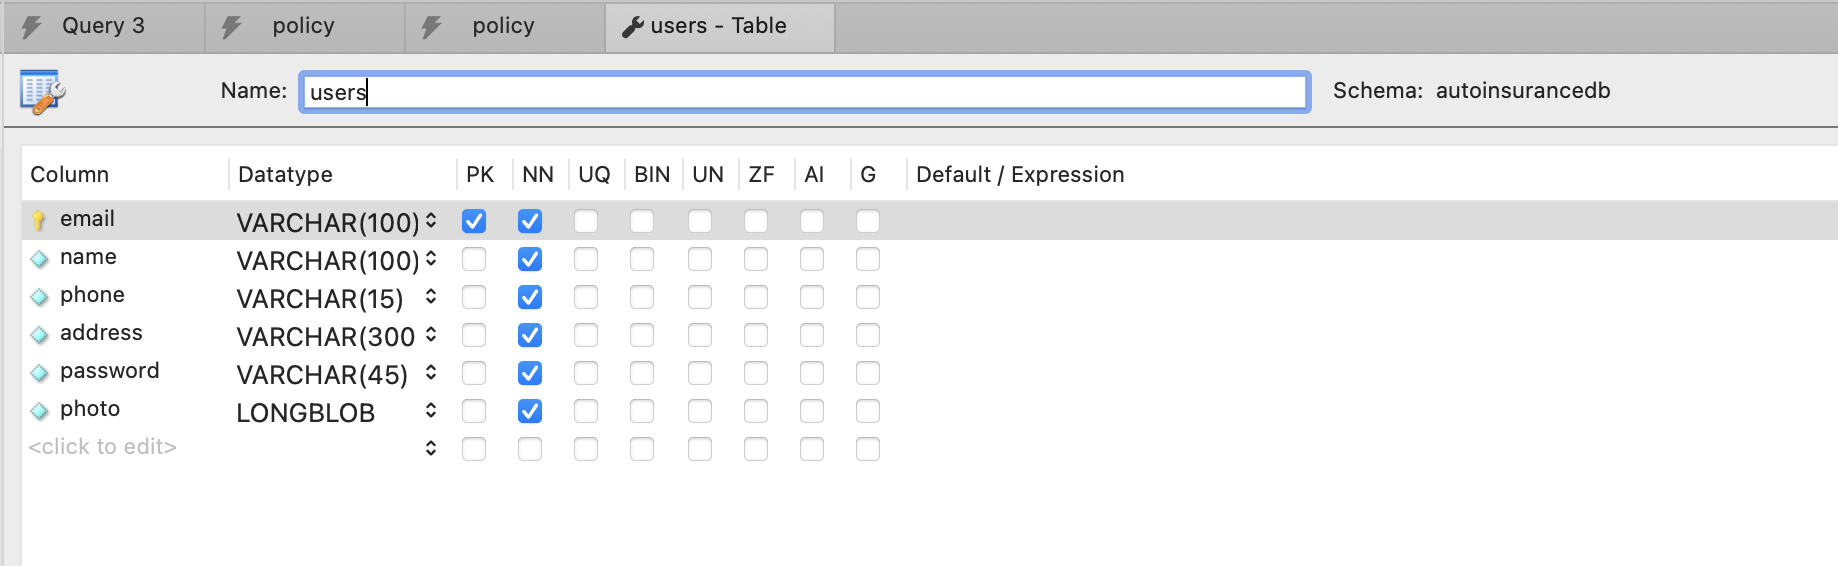 Query 3 policy policy users - Table
Name: users Schema: autoinsurancedb
Column Datatype PK NN UQ BIN UN ZF AI G Default / Expression
email VARCHAR(100)
name VARCHAR(100)
phone VARCHAR(15)
address VARCHAR(300
password VARCHAR(45)
photo LONGBLOB
<click to edit>